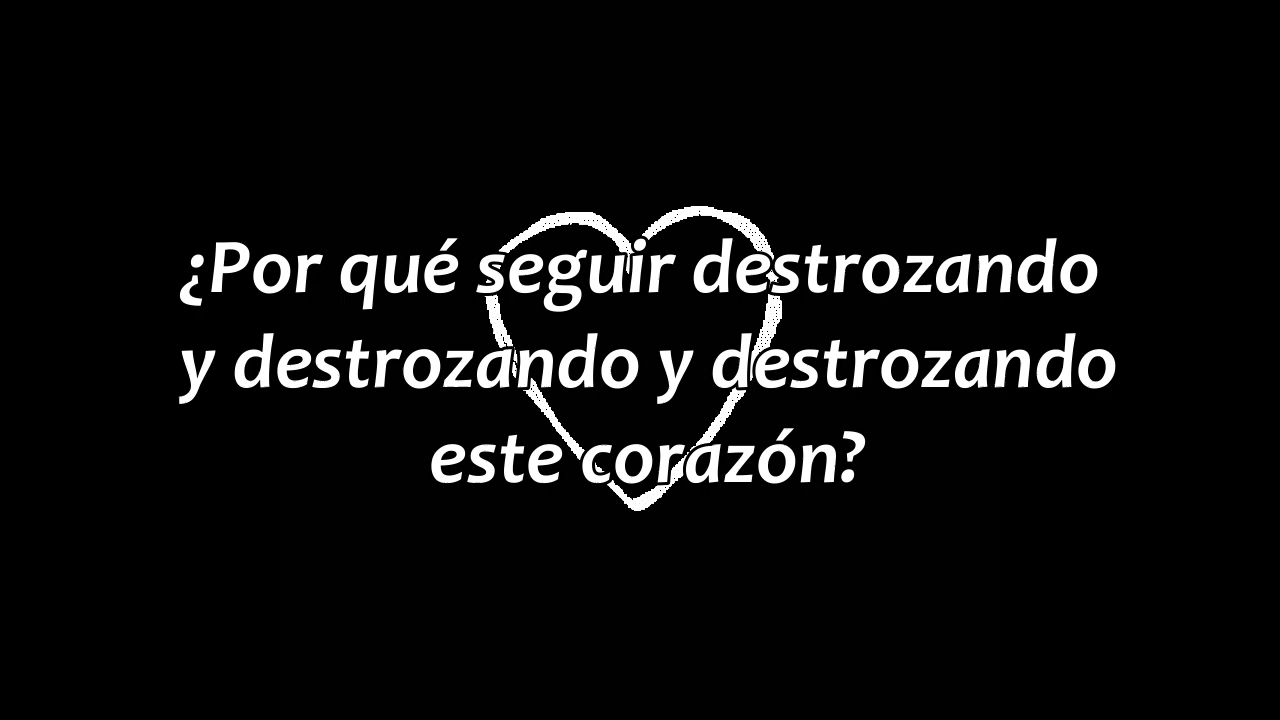 ¿Por qué seguir destrozando
y destrozando y destrozando
este corazón?